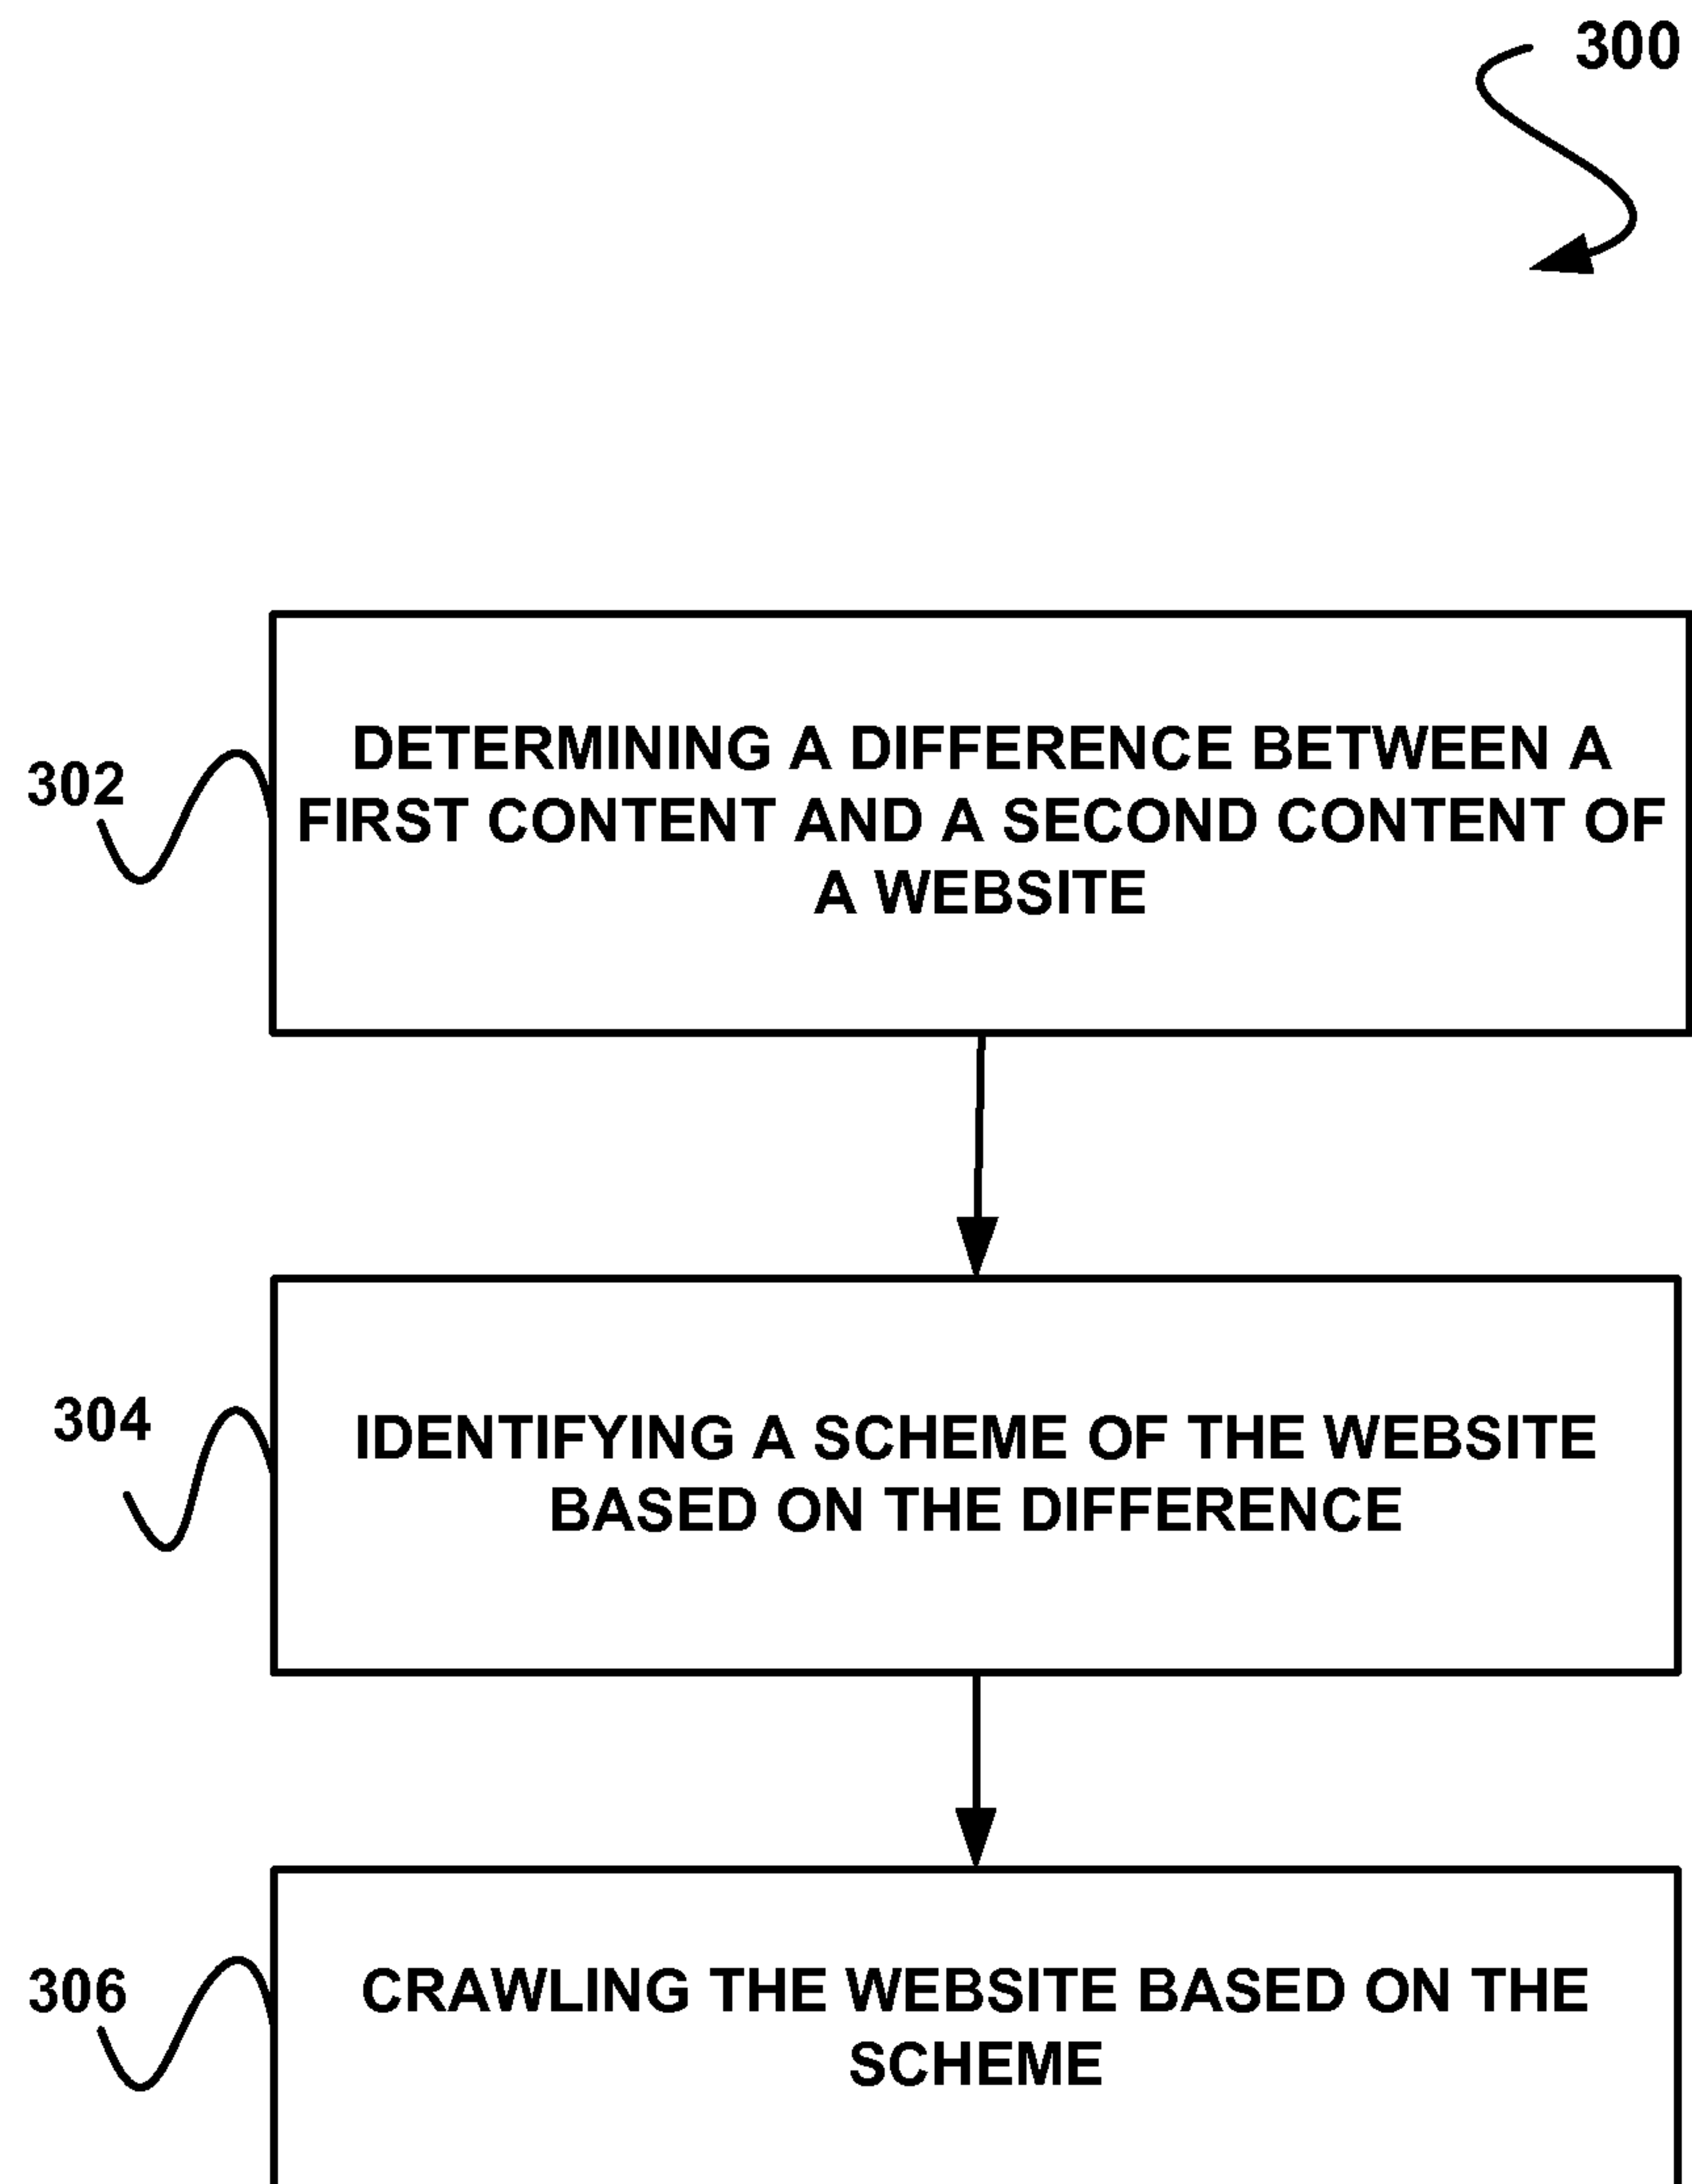 300
302
DETERMINING A DIFFERENCE BETWEEN A
FIRST CONTENT AND A SECOND CONTENT OF
A WEBSITE
304
IDENTIFYING A SCHEME OF THE WEBSITE
BASED ON THE DIFFERENCE
306
CRAWLING THE WEBSITE BASED ON THE
SCHEME